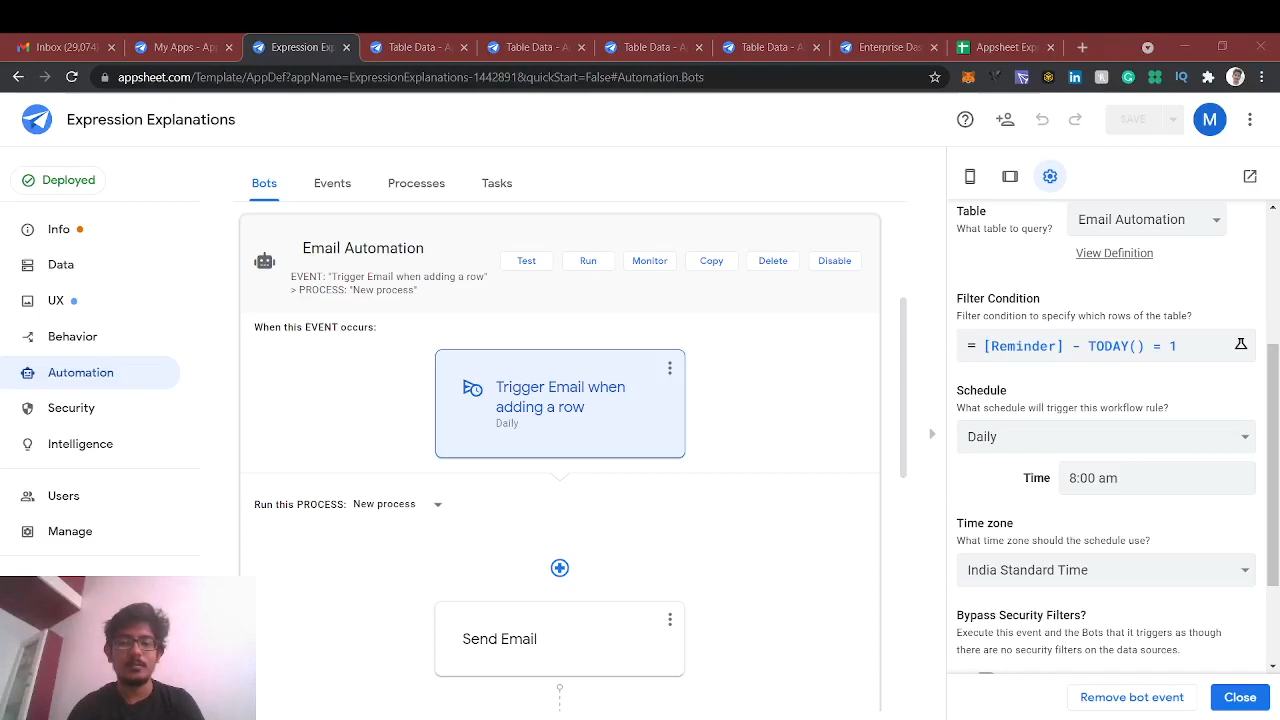 Inbox (29,074)
My Apps - Ap
Expression Ex
Table Data - A
Table Data - A
Table Data - A
Table Data - A
Enterprise Das
Appsheet Exp
appsheet.com/Template/AppDef?appName=ExpressionExplanations-1442891&quickStart=False#Automation.Bots
Expression Explanations
SAVE
M
Deployed
Info
Data
UX
Behavior
Automation
Security
Intelligence
Users
Manage
Bots
Events
Processes
Tasks
Email Automation
EVENT: "Trigger Email when adding a row"
> PROCESS: "New process"
Test
Run
Monitor
Copy
Delete
Disable
When this EVENT occurs:
Trigger Email when
adding a row
Daily
Run this PROCESS: New process
Send Email
Table
What table to query?
Email Automation
View Definition
Filter Condition
Filter condition to specify which rows of the table?
= [Reminder] - TODAY() = 1
Schedule
What schedule will trigger this workflow rule?
Daily
Time
8:00 am
Time zone
What time zone should the schedule use?
India Standard Time
Bypass Security Filters?
Execute this event and the Bots that it triggers as though
there are no security filters on the data sources.
Remove bot event
Close